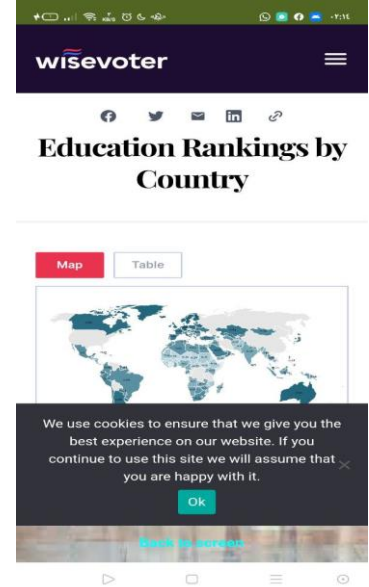 ٠٢:١٤
wisevoter
Education Rankings by
Country
Map
Table
We use cookies to ensure that we give you the
best experience on our website. If you
continue to use this site we will assume that
you are happy with it.
Ok
Back to screen